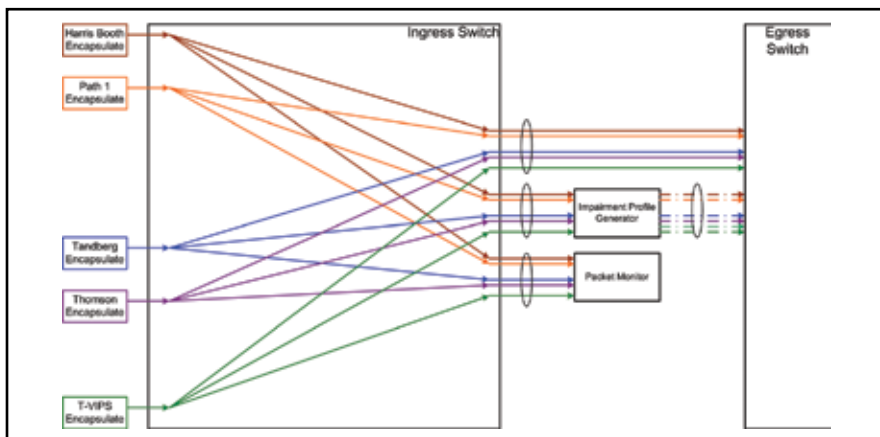 Harris Booth
Encapsulate
Ingress Switch
Egress
Switch
Path 1
Encapsulate
Impairment Profile
Generator
Tandberg
Encapsulate
Packet Monitor
Thomson
Encapsulate
T-VIPS
Encapsulate